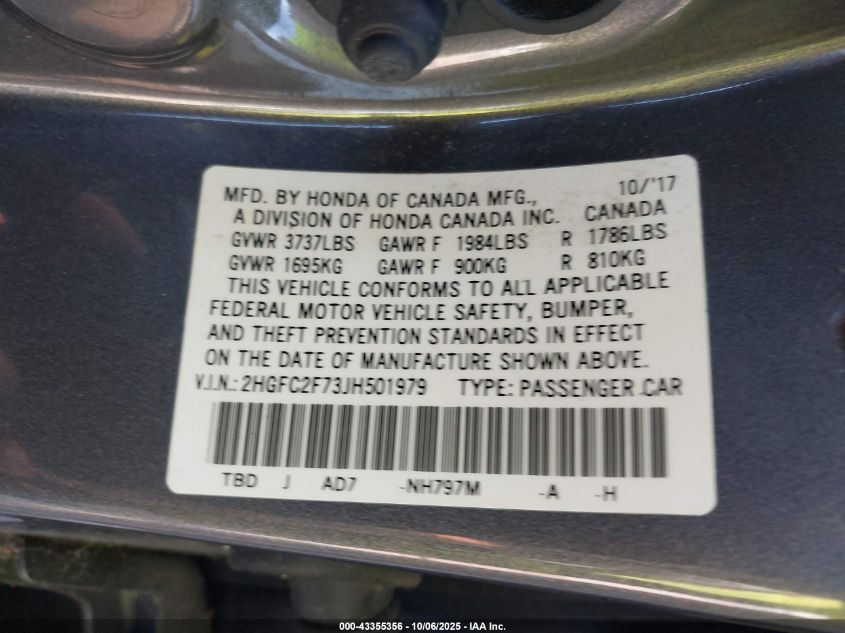 MFD. BY HONDA OF CANADA MFG., 10/'17
A DIVISION OF HONDA CANADA INC. CANADA
GVWR 3737LBS GAWR F 1984LBS R 1786LBS
GVWR 1695KG GAWR F 900KG R 810KG
THIS VEHICLE CONFORMS TO ALL APPLICABLE
FEDERAL MOTOR VEHICLE SAFETY, BUMPER,
AND THEFT PREVENTION STANDARDS IN EFFECT
ON THE DATE OF MANUFACTURE SHOWN ABOVE.
V.I.N.: 2HGFC2F73JH501979 TYPE: PASSENGER CAR
TBD J AD7 -NH797M -A -H
000-43355356 - 10/06/2025 - IAA Inc.